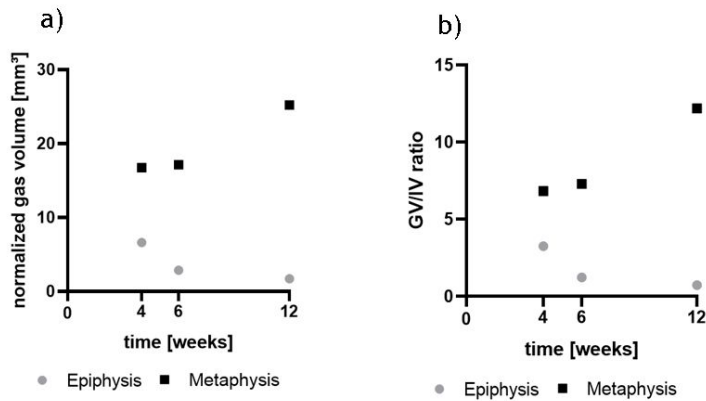 a)
normalized gas volume [mm³]
30
20
10
0
0
4
6
12
time [weeks]
Epiphysis
Metaphysis
b)
GV/IV ratio
15
10
5
0
0
4
6
12
time [weeks]
Epiphysis
Metaphysis